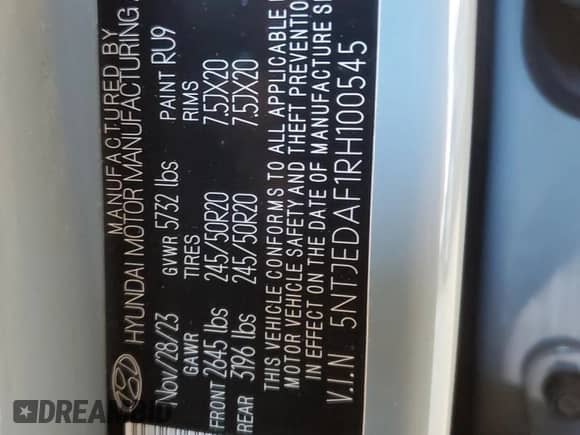 MANUFACTURED BY
HYUNDAI MOTOR MANUFACTURING
Nov/28/23 GVWR 5732 lbs PAINT RU9
GAWR TIRES RIMS
FRONT 2645 lbs 245/50R20 7.5JX20
REAR 3196 lbs 245/50R20 7.5JX20
THIS VEHICLE CONFORMS TO ALL APPLICABLE
MOTOR VEHICLE SAFETY AND THEFT PREVENTION
IN EFFECT ON THE DATE OF MANUFACTURE
V.I.N 5NTJEDAF1RH100545
DREAMBID